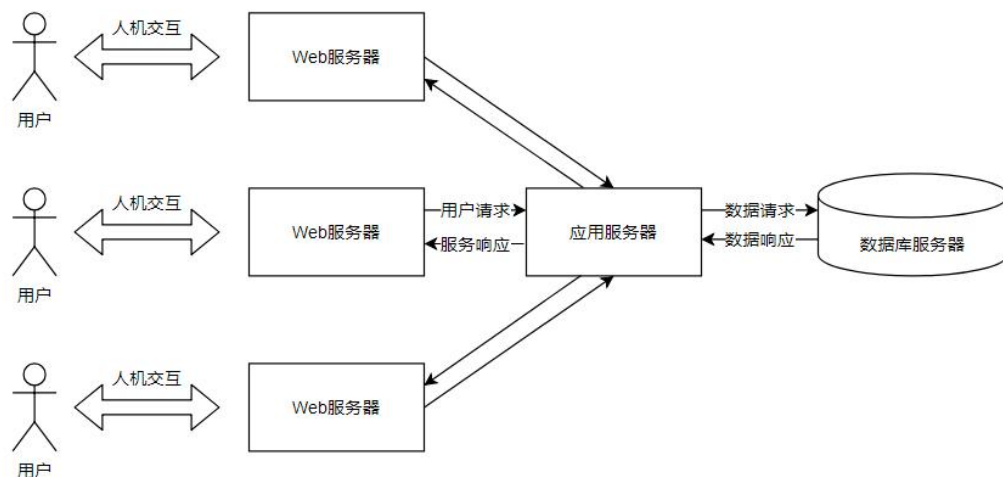 人机交互
Web服务器
用户
人机交互
Web服务器
用户请求
服务响应
应用服务器
数据请求
数据响应
数据库服务器
用户
人机交互
Web服务器
用户